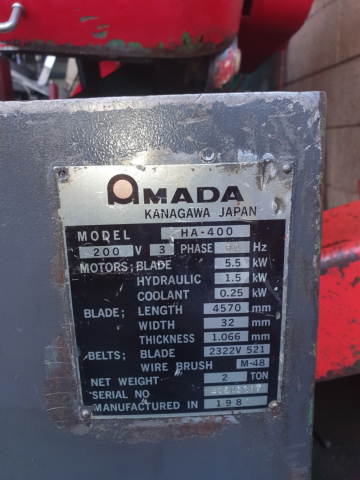 AMADA
KANAGAWA JAPAN
MODEL HA-400
200 V 3 PHASE Hz
MOTORS; BLADE 5.5 kW
HYDRAULIC 1.5 kW
COOLANT 0.25 kW
BLADE; LENGTH 4570 mm
WIDTH 32 mm
THICKNESS 1.066 mm
BELTS; BLADE 2322V 521
WIRE BRUSH M-48
NET WEIGHT 2 TON
SERIAL NO
MANUFACTURED IN 198